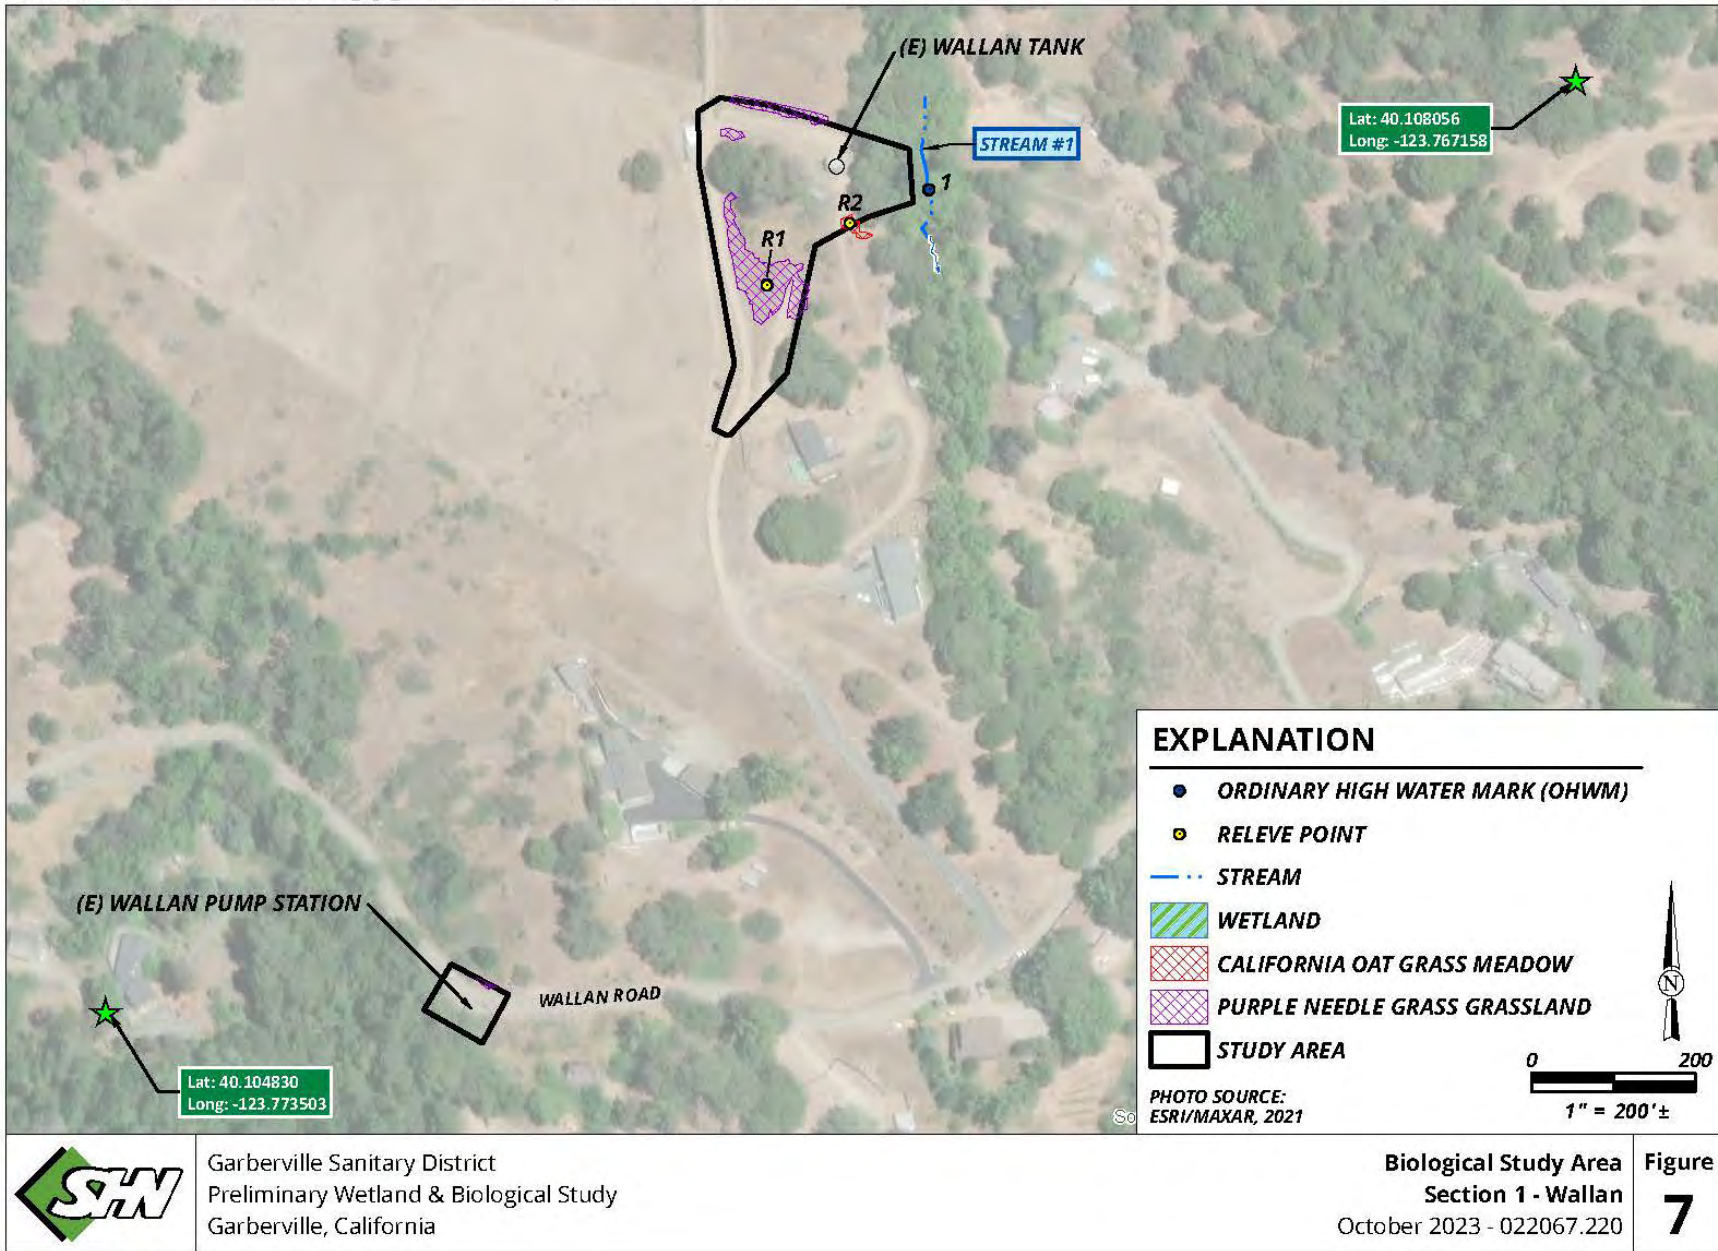 (E) WALLAN TANK
Lat: 40.108056
Long: -123.767158
STREAM #1
1
R2
R1
(E) WALLAN PUMP STATION
WALLAN ROAD
Lat: 40.104830
Long: -123.773503
So
EXPLANATION
ORDINARY HIGH WATER MARK (OHWM)
RELEVE POINT
STREAM
WETLAND
CALIFORNIA OAT GRASS MEADOW
PURPLE NEEDLE GRASS GRASSLAND
STUDY AREA
N
0 200
1" = 200'±
PHOTO SOURCE:
ESRI/MAXAR, 2021
SHN
Garberville Sanitary District
Preliminary Wetland & Biological Study
Garberville, California
Biological Study Area
Section 1 - Wallan
October 2023 - 022067.220
Figure
7